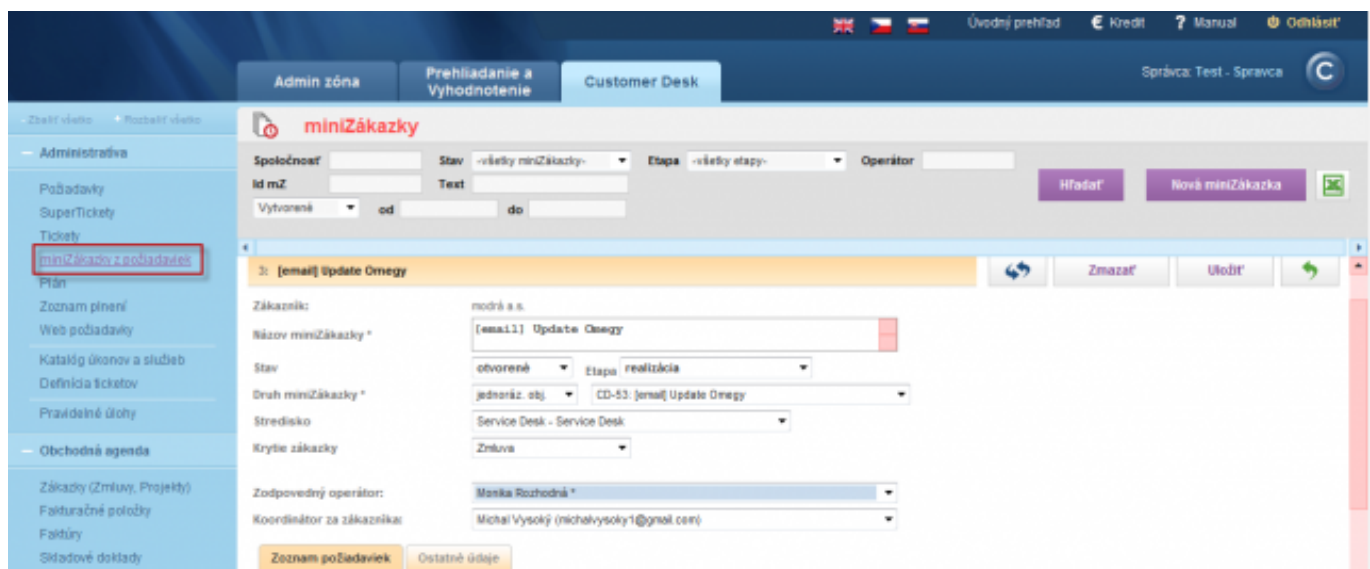 Úvodný prehľad € Kredit ? Manual Odhlásiť
Admin zóna
Prehliadanie a
Vyhodnotenie
Customer Desk
Správca: Test - Spravca
C
- Zbaliť všetko + Rozbaliť všetko
miniZákazky
— Administratíva
Požiadavky
SuperTickety
Tickety
miniZákazky z požiadaviek
Plán
Zoznam plnení
Web požiadavky
Katalóg úkonov a služieb
Definícia ticketov
Pravidelné úlohy
— Obchodná agenda
Zákazky (Zmluvy, Projekty)
Fakturačné položky
Faktúry
Skladové doklady
Spoločnosť Stav -všetky miniZákazky- Etapa -všetky etapy- Operátor
Id mZ Text
Vytvorené od do
Hľadať Nová miniZákazka
3: [email] Update Omegy Zmazať Uložiť
Zákazník: modrá a.s.
Názov miniZákazky * [email] Update Omegy
Stav otvorené Etapa realizácia
Druh miniZákazky * jednoráz. obj. CD-53: [email] Update Omegy
Stredisko Service Desk - Service Desk
Krytie zákazky Zmluva
Zodpovedný operátor: Monika Rozhodná *
Koordinátor za zákazníka: Michal Vysoký (michalvysoky1@gmail.com)
Zoznam požiadaviek Ostatné údaje